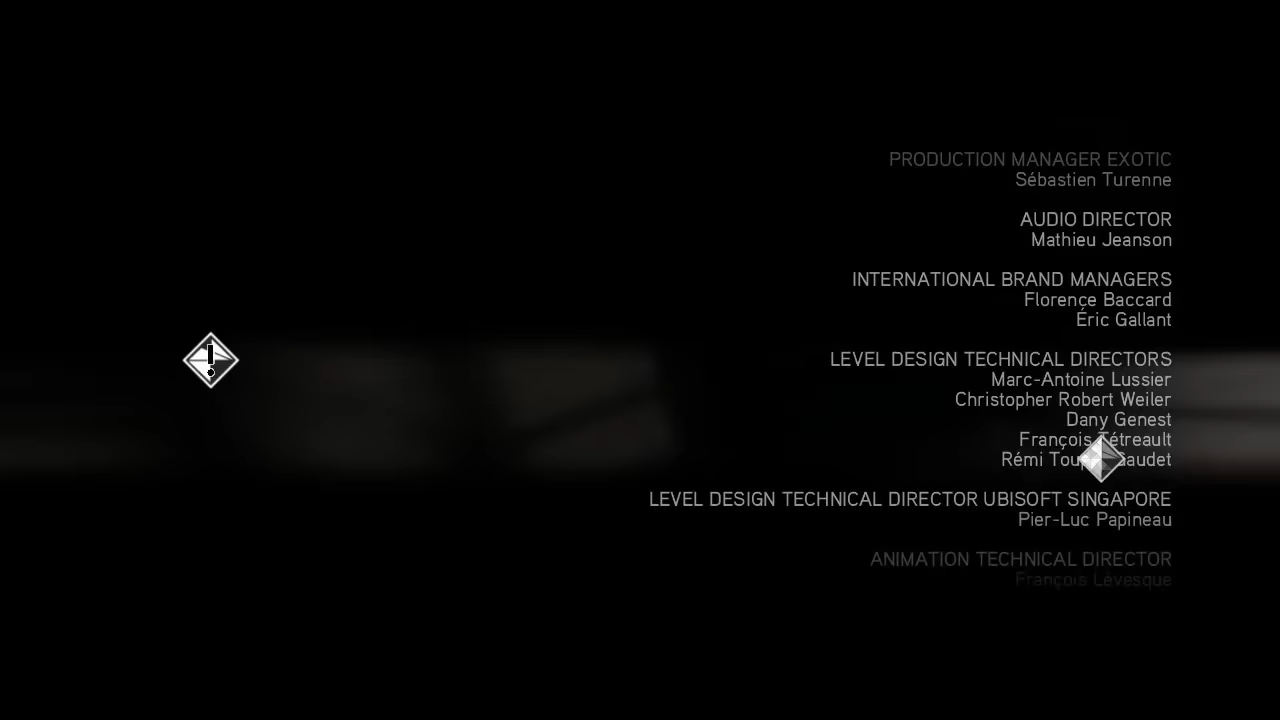 PRODUCTION MANAGER EXOTIC
Sébastien Turenne
AUDIO DIRECTOR
Mathieu Jeanson
INTERNATIONAL BRAND MANAGERS
Florence Baccard
Éric Gallant
LEVEL DESIGN TECHNICAL DIRECTORS
Marc-Antoine Lussier
Christopher Robert Weiler
Dany Genest
François Tétreault
Rémi
LEVEL DESIGN TECHNICAL DIRECTOR UBISOFT SINGAPORE
Pier-Luc Papineau
ANIMATION TECHNICAL DIRECTOR
François Lévesque